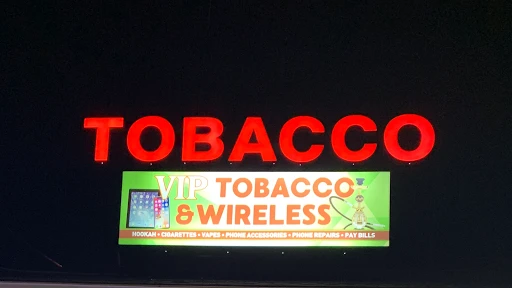 TOBACCO
VIP TOBACCO
& WIRELESS
HOOKAH • CIGARETTES • VAPES • PHONE ACCESSORIES • PHONE REPAIRS • PAY BILLS